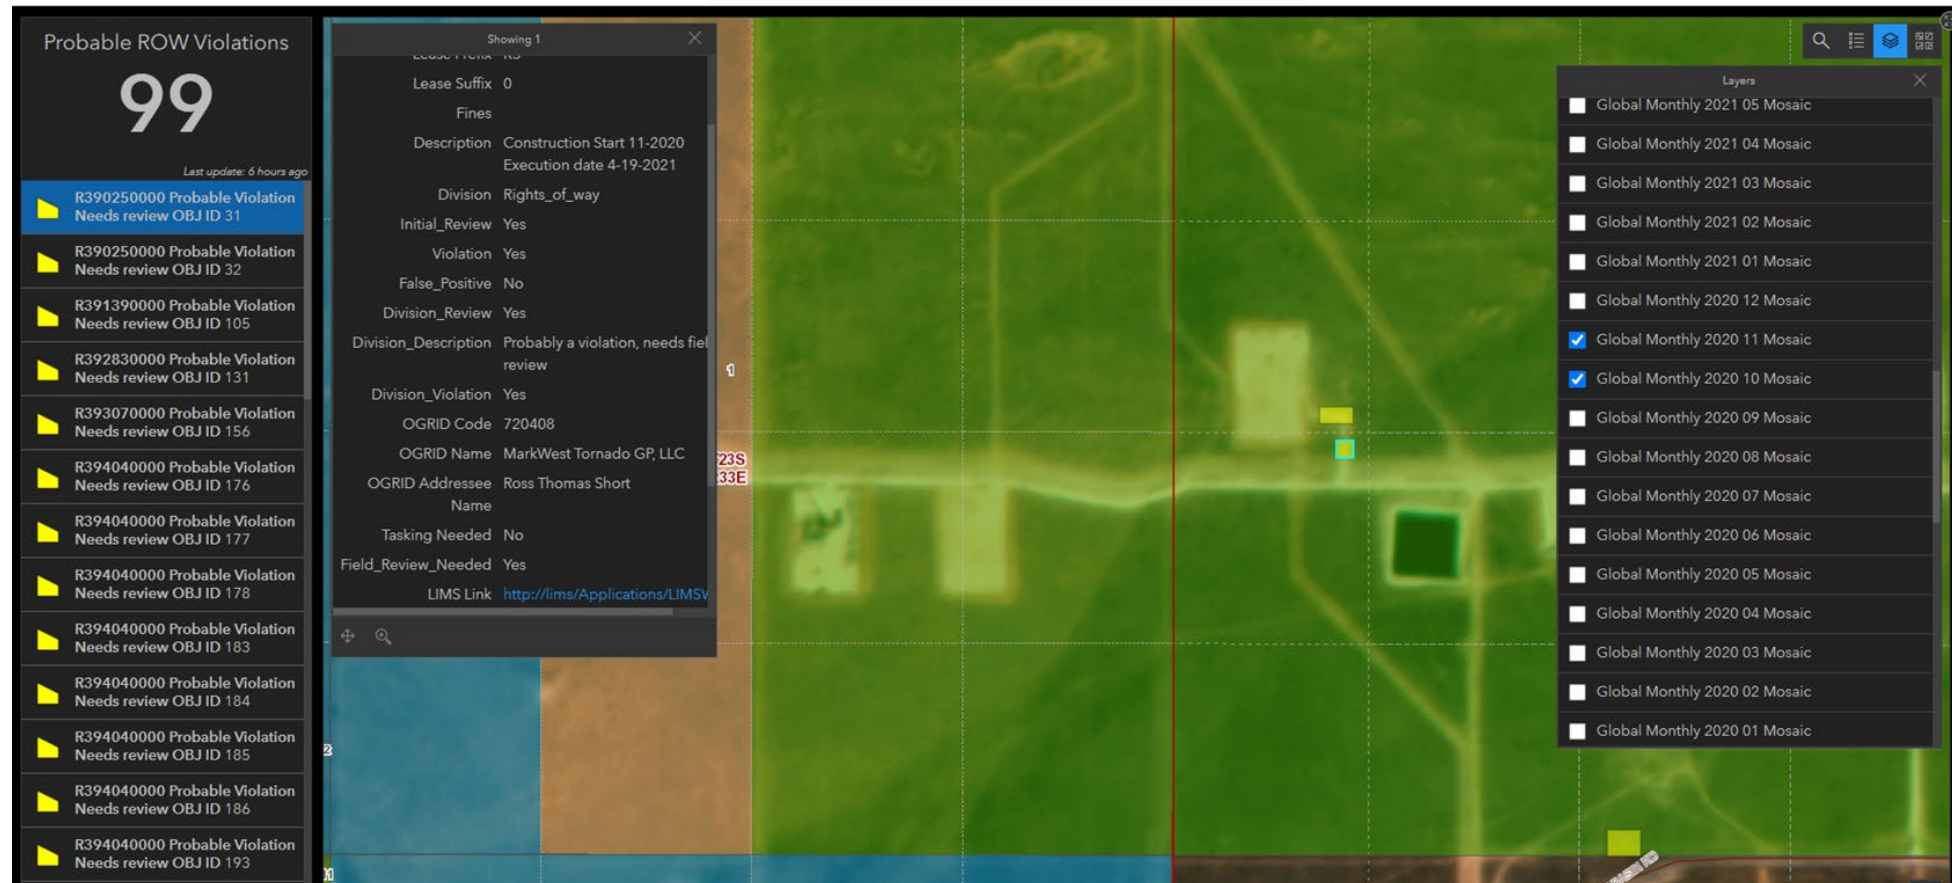 Probable ROW Violations
99
Last update: 6 hours ago
R390250000 Probable Violation
Needs review OBJ ID 31
R390250000 Probable Violation
Needs review OBJ ID 32
R391390000 Probable Violation
Needs review OBJ ID 105
R392830000 Probable Violation
Needs review OBJ ID 131
R393070000 Probable Violation
Needs review OBJ ID 156
R394040000 Probable Violation
Needs review OBJ ID 176
R394040000 Probable Violation
Needs review OBJ ID 177
R394040000 Probable Violation
Needs review OBJ ID 178
R394040000 Probable Violation
Needs review OBJ ID 183
R394040000 Probable Violation
Needs review OBJ ID 184
R394040000 Probable Violation
Needs review OBJ ID 185
R394040000 Probable Violation
Needs review OBJ ID 186
R394040000 Probable Violation
Needs review OBJ ID 193
Showing 1
Lease Suffix 0
Fines
Description Construction Start 11-2020
Execution date 4-19-2021
Division Rights_of_way
Initial_Review Yes
Violation Yes
False_Positive No
Division_Review Yes
Division_Description Probably a violation, needs fiel
review
Division_Violation Yes
OGRID Code 720408
OGRID Name MarkWest Tornado GP, LLC
OGRID Addressee Ross Thomas Short
Name
Tasking Needed No
Field_Review_Needed Yes
LIMS Link http://lims/Applications/LIMSV
1
23S
33E
2
Layers
Global Monthly 2021 05 Mosaic
Global Monthly 2021 04 Mosaic
Global Monthly 2021 03 Mosaic
Global Monthly 2021 02 Mosaic
Global Monthly 2021 01 Mosaic
Global Monthly 2020 12 Mosaic
Global Monthly 2020 11 Mosaic
Global Monthly 2020 10 Mosaic
Global Monthly 2020 09 Mosaic
Global Monthly 2020 08 Mosaic
Global Monthly 2020 07 Mosaic
Global Monthly 2020 06 Mosaic
Global Monthly 2020 05 Mosaic
Global Monthly 2020 04 Mosaic
Global Monthly 2020 03 Mosaic
Global Monthly 2020 02 Mosaic
Global Monthly 2020 01 Mosaic